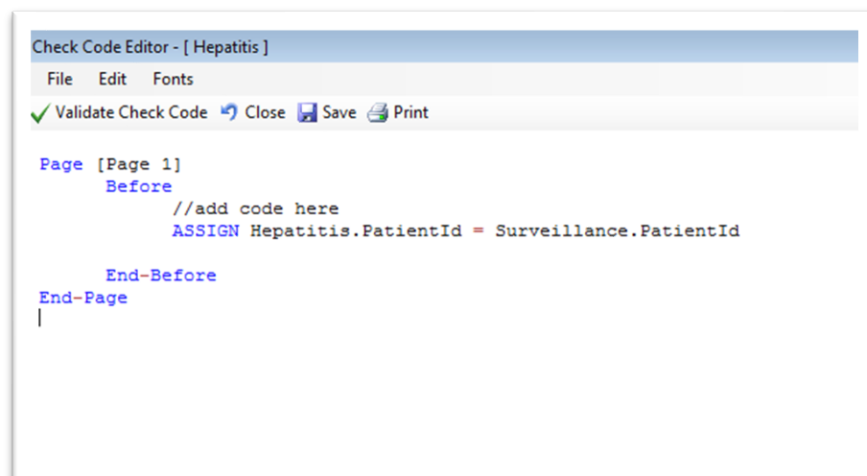 Check Code Editor - [ Hepatitis ]
File Edit Fonts
Validate Check Code Close Save Print
Page [Page 1]
Before
//add code here
ASSIGN Hepatitis.PatientId = Surveillance.PatientId
End-Before
End-Page